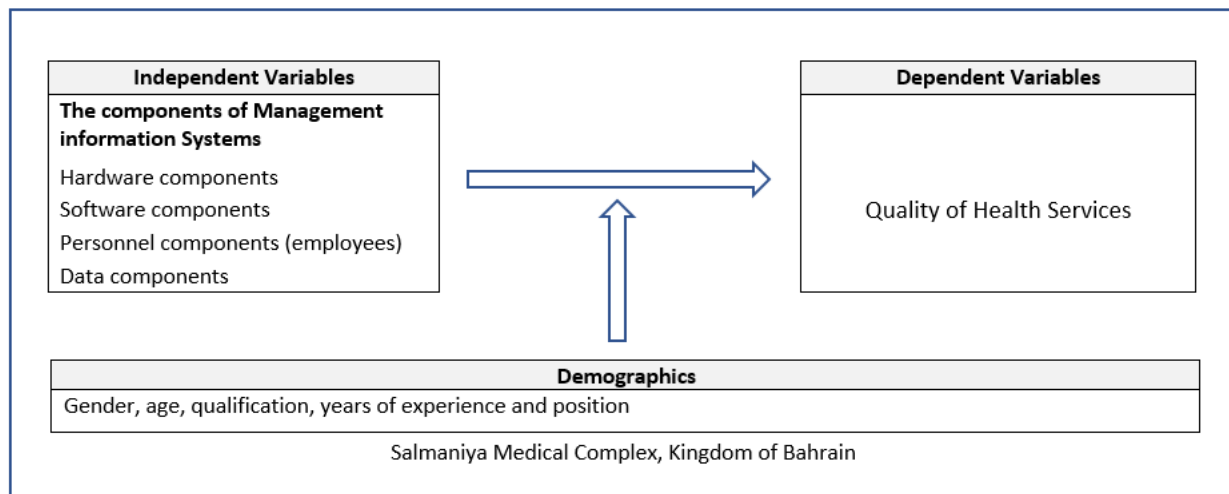 Independent Variables
The components of Management
information Systems
Hardware components
Software components
Personnel components (employees)
Data components
Dependent Variables
Quality of Health Services
Demographics
Gender, age, qualification, years of experience and position
Salmaniya Medical Complex, Kingdom of Bahrain